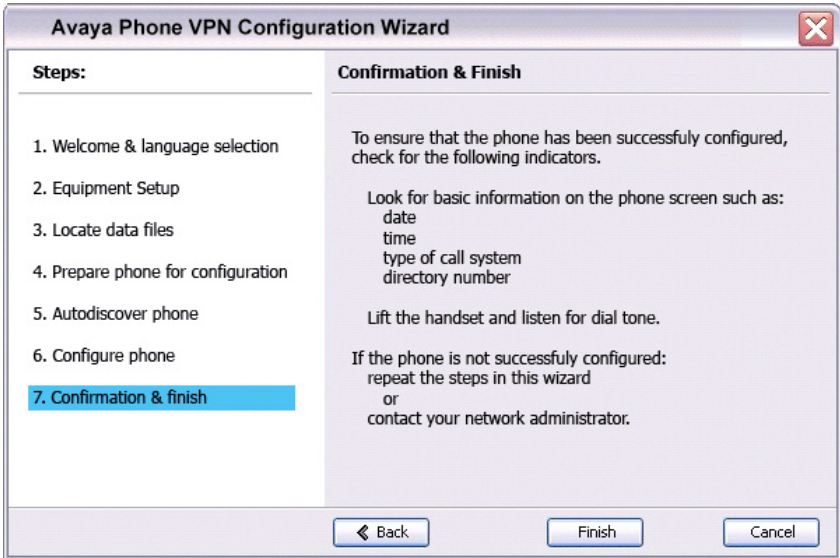 Avaya Phone VPN Configuration Wizard
Steps:
1. Welcome & language selection
2. Equipment Setup
3. Locate data files
4. Prepare phone for configuration
5. Autodiscover phone
6. Configure phone
7. Confirmation & finish
Confirmation & Finish
To ensure that the phone has been successfuly configured,
check for the following indicators.
Look for basic information on the phone screen such as:
date
time
type of call system
directory number
Lift the handset and listen for dial tone.
If the phone is not successfuly configured:
repeat the steps in this wizard
or
contact your network administrator.
Back
Finish
Cancel